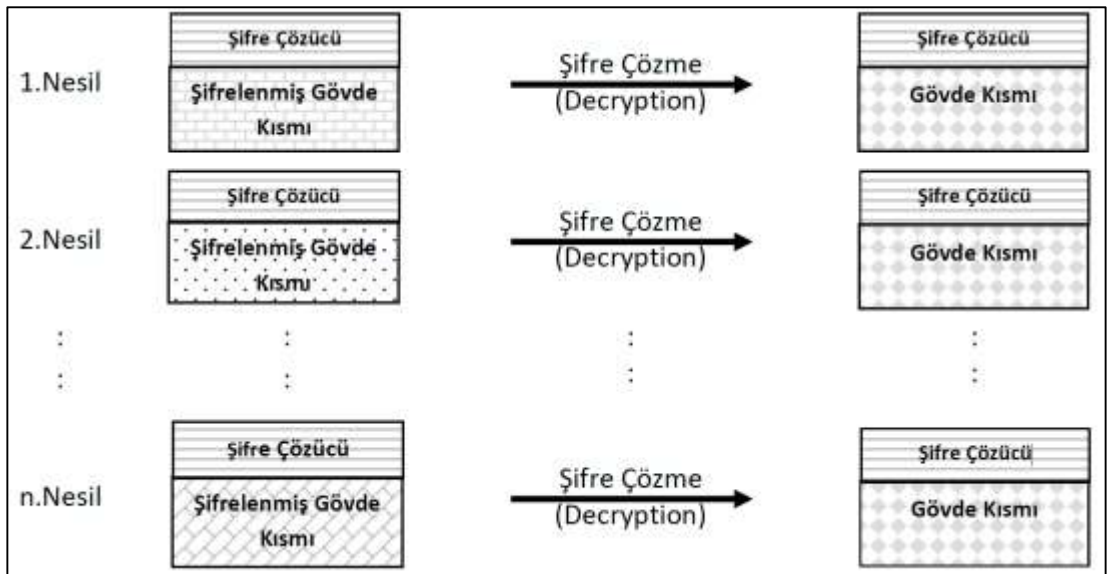 Şifre Çözücü
1.Nesil
Şifrelenmiş Gövde
Kısmı
Şifre Çözme
(Decryption)
Şifre Çözücü
Gövde Kısmı
Şifre Çözücü
2.Nesil
Şifrelenmiş Gövde
Kısmı
Şifre Çözme
(Decryption)
Şifre Çözücü
Gövde Kısmı
: : : :
: : : :
Şifre Çözücü
n.Nesil
Şifrelenmiş Gövde
Kısmı
Şifre Çözme
(Decryption)
Şifre Çözücü
Gövde Kısmı